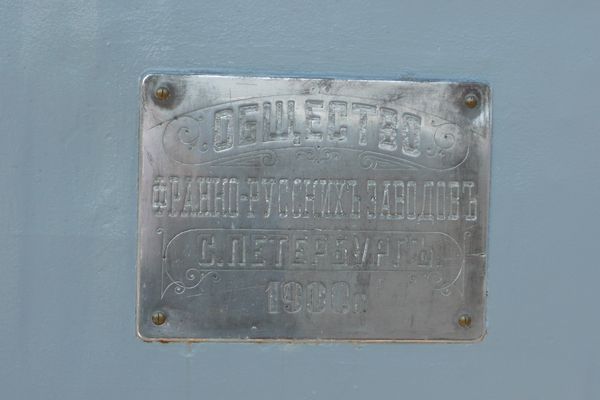 ОБЩЕСТВО
ФРАНКО-РУССКИХЪ ЗАВОДОВЪ
С. ПЕТЕРБУРГЪ.
1900г.